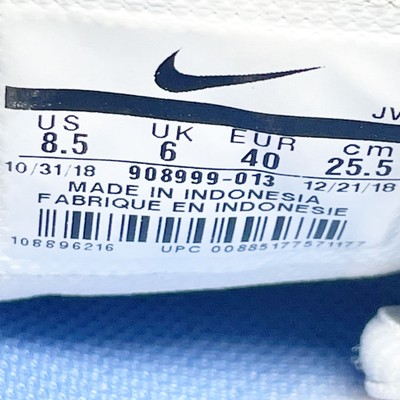 JV
US UK EUR cm
8.5 6 40 25.5
10/31/18 908999-013 12/21/18
MADE IN INDONESIA
FABRIQUE EN INDONESIE
108896216 UPC 00885177571177